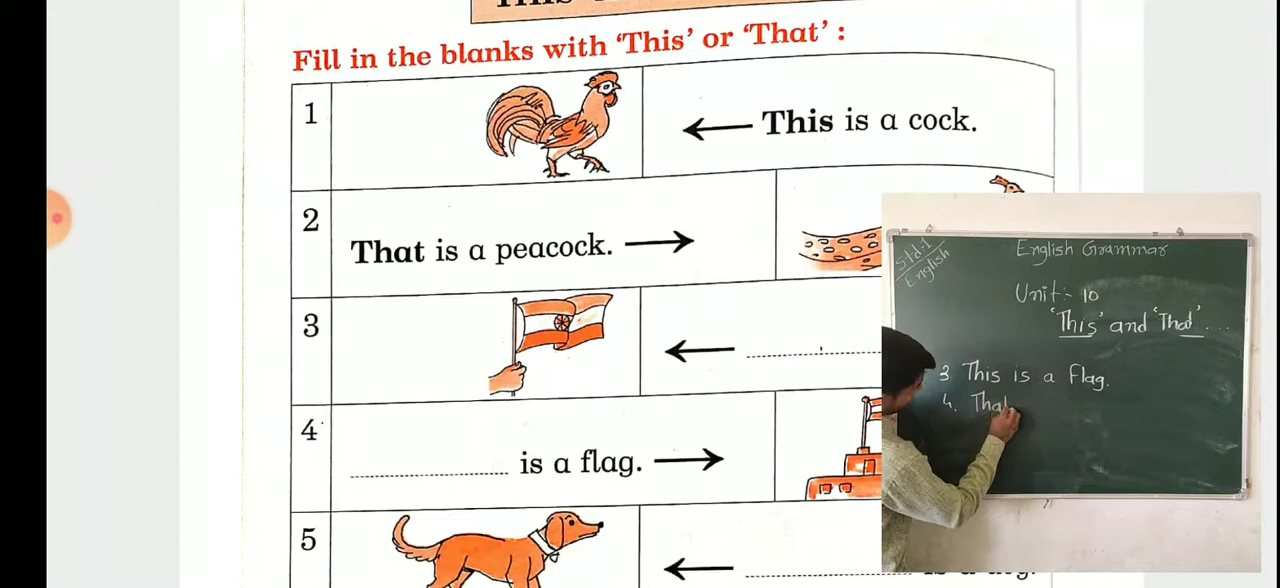 Fill in the blanks with 'This' or 'That' :
1
This is a cock.
2
That is a peacock.
3
4
is a flag.
5
Std:1
English
English Grammar
Unit:- 10
'This' and 'That' ....
3 This is a Flag.
4. That